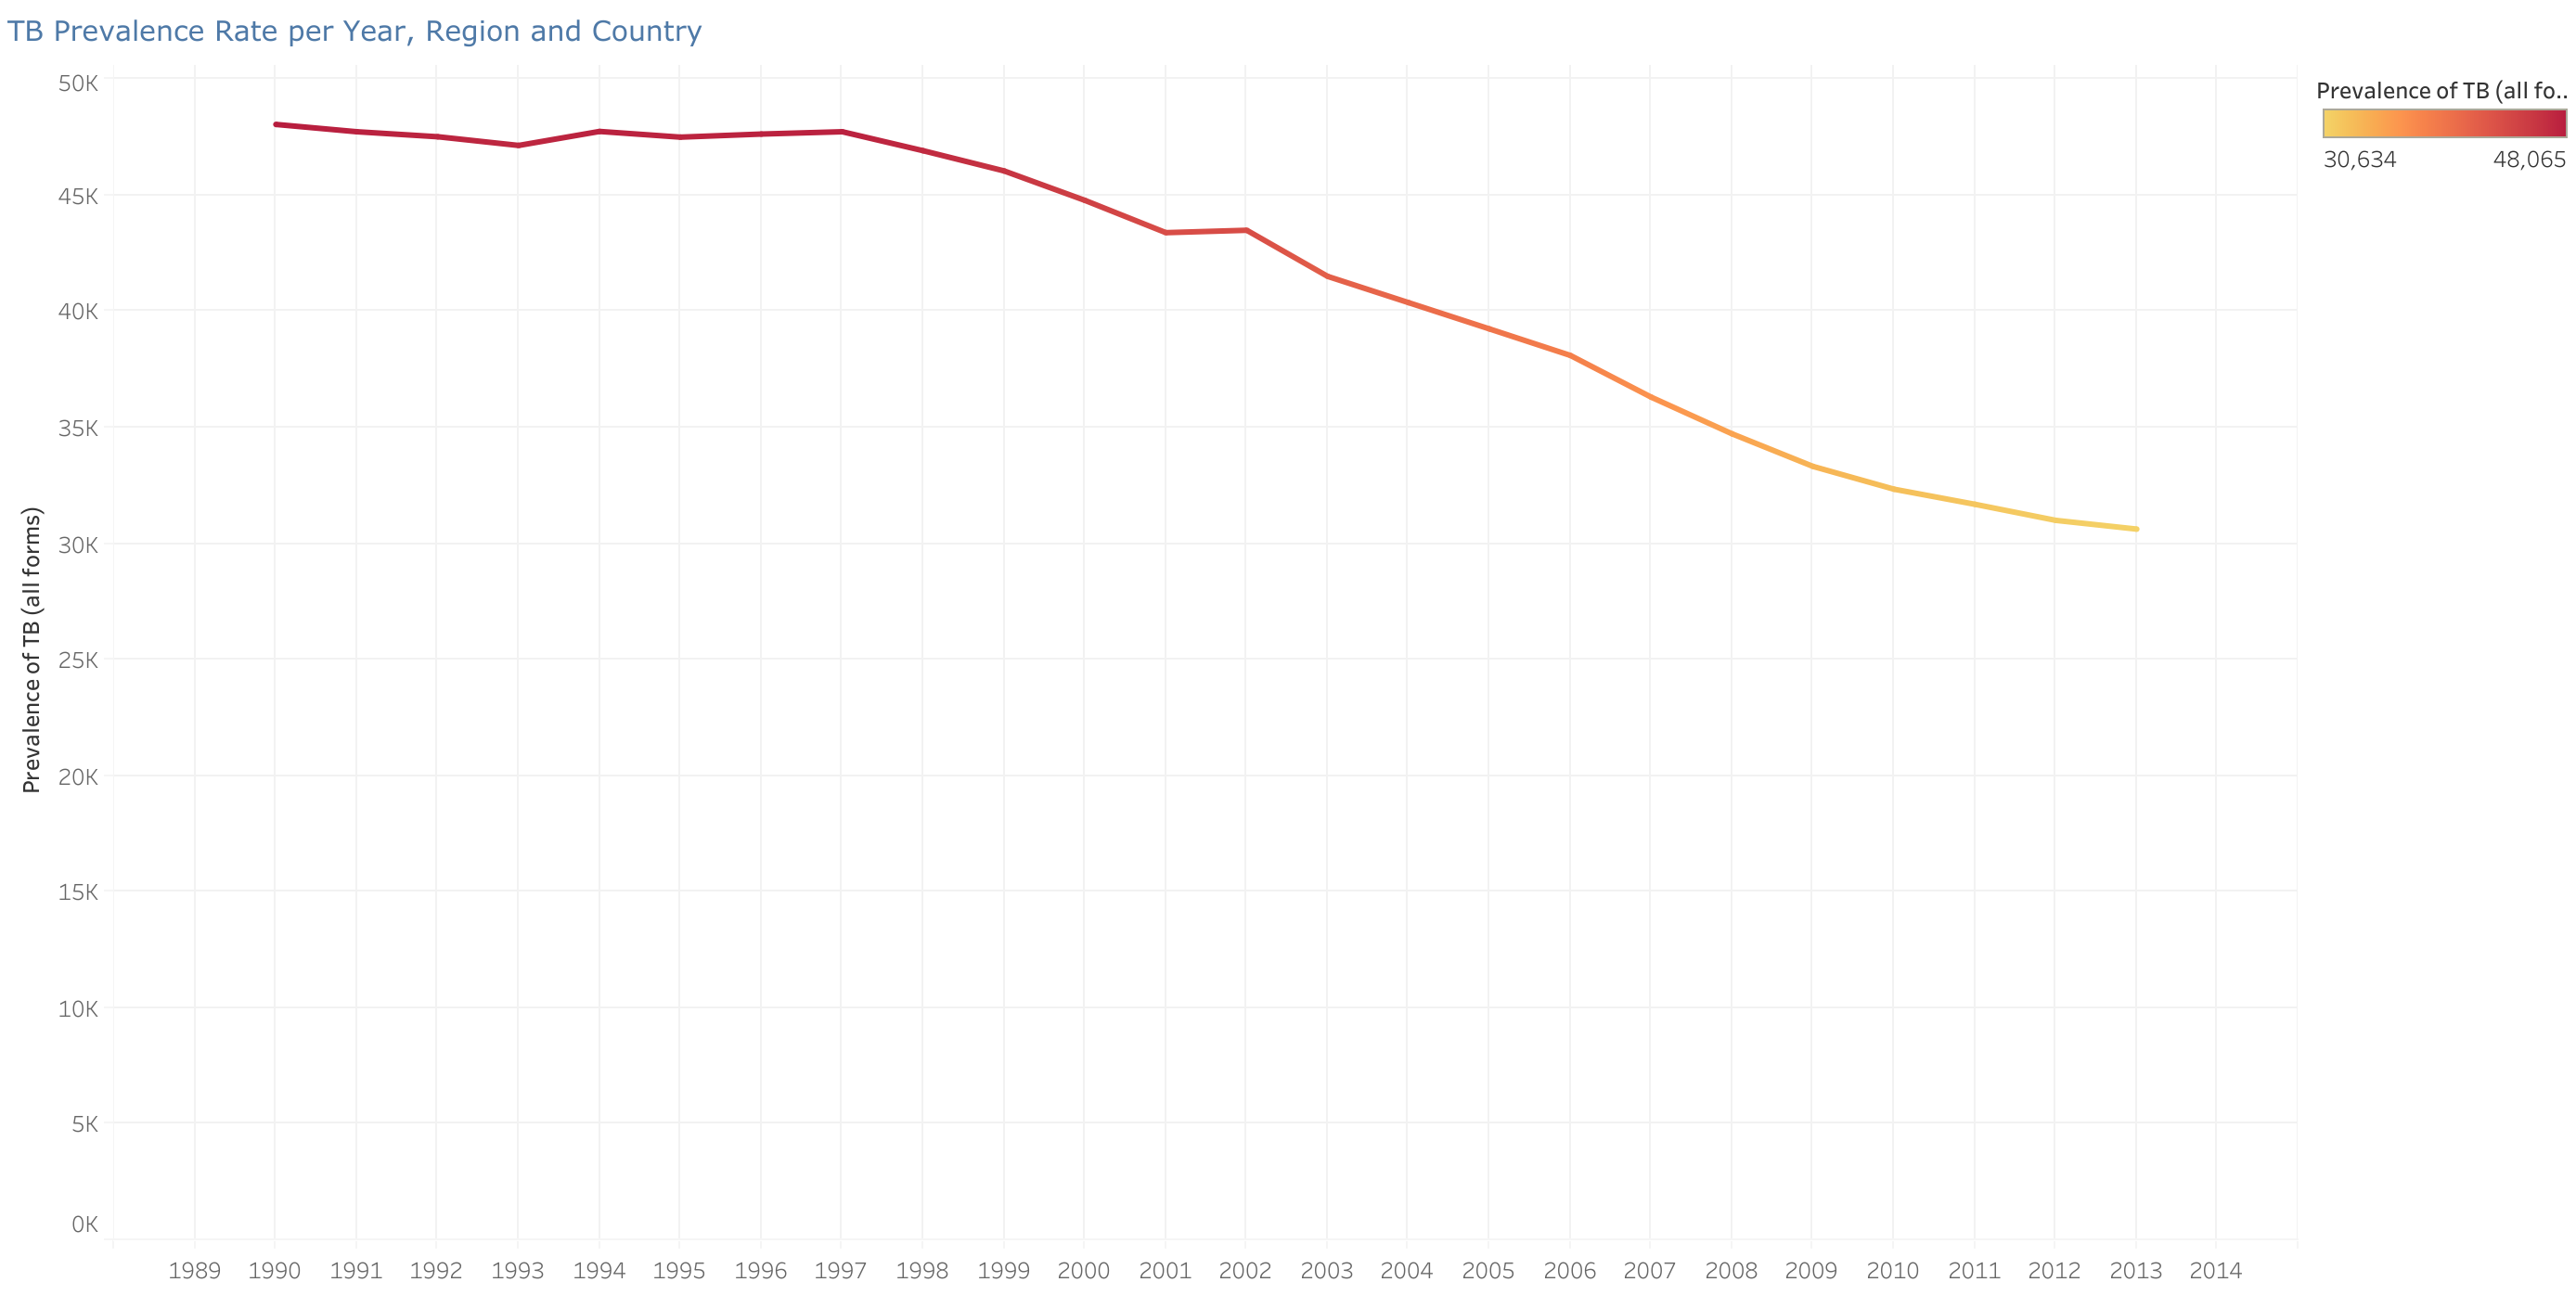 TB Prevalence Rate per Year, Region and Country
Prevalence of TB (all fo..
30,634 48,065
50K
45K
40K
35K
30K
25K
20K
15K
10K
5K
0K
Prevalence of TB (all forms)
1989 1990 1991 1992 1993 1994 1995 1996 1997 1998 1999 2000 2001 2002 2003 2004 2005 2006 2007 2008 2009 2010 2011 2012 2013 2014